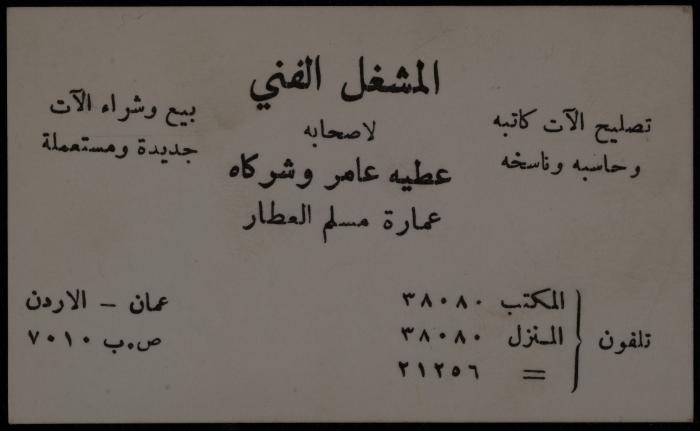 المشغل الفني
لاصحابه
عطيه عامر وشركاه
عمارة مسلم العطار
تصليح الآت كاتبه
وحاسبه وناسخه
بيع وشراء الآت
جديدة ومستعملة
تلفون
المكتب ٣٨٠٨٠
المنزل ٣٨٠٨٠
= ٢١٢٥٦
عمان - الاردن
ص.ب ٧٠١٠